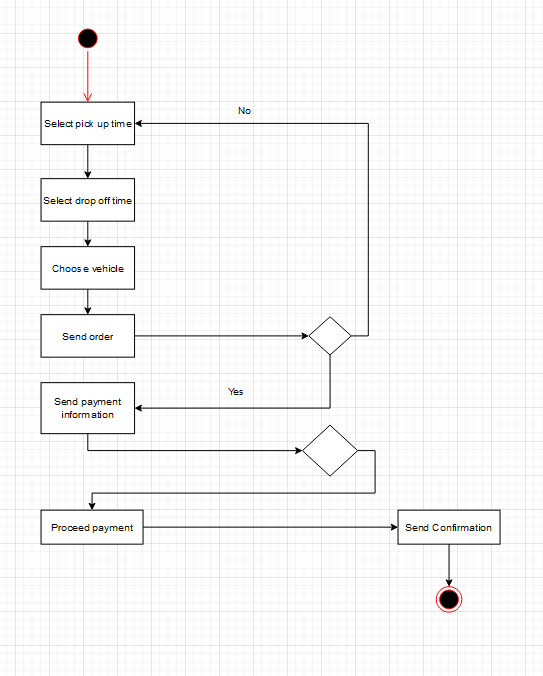 No
Select pick up time
Select drop off time
Choose vehicle
Send order
Yes
Send payment
information
Proceed payment
Send Confirmation